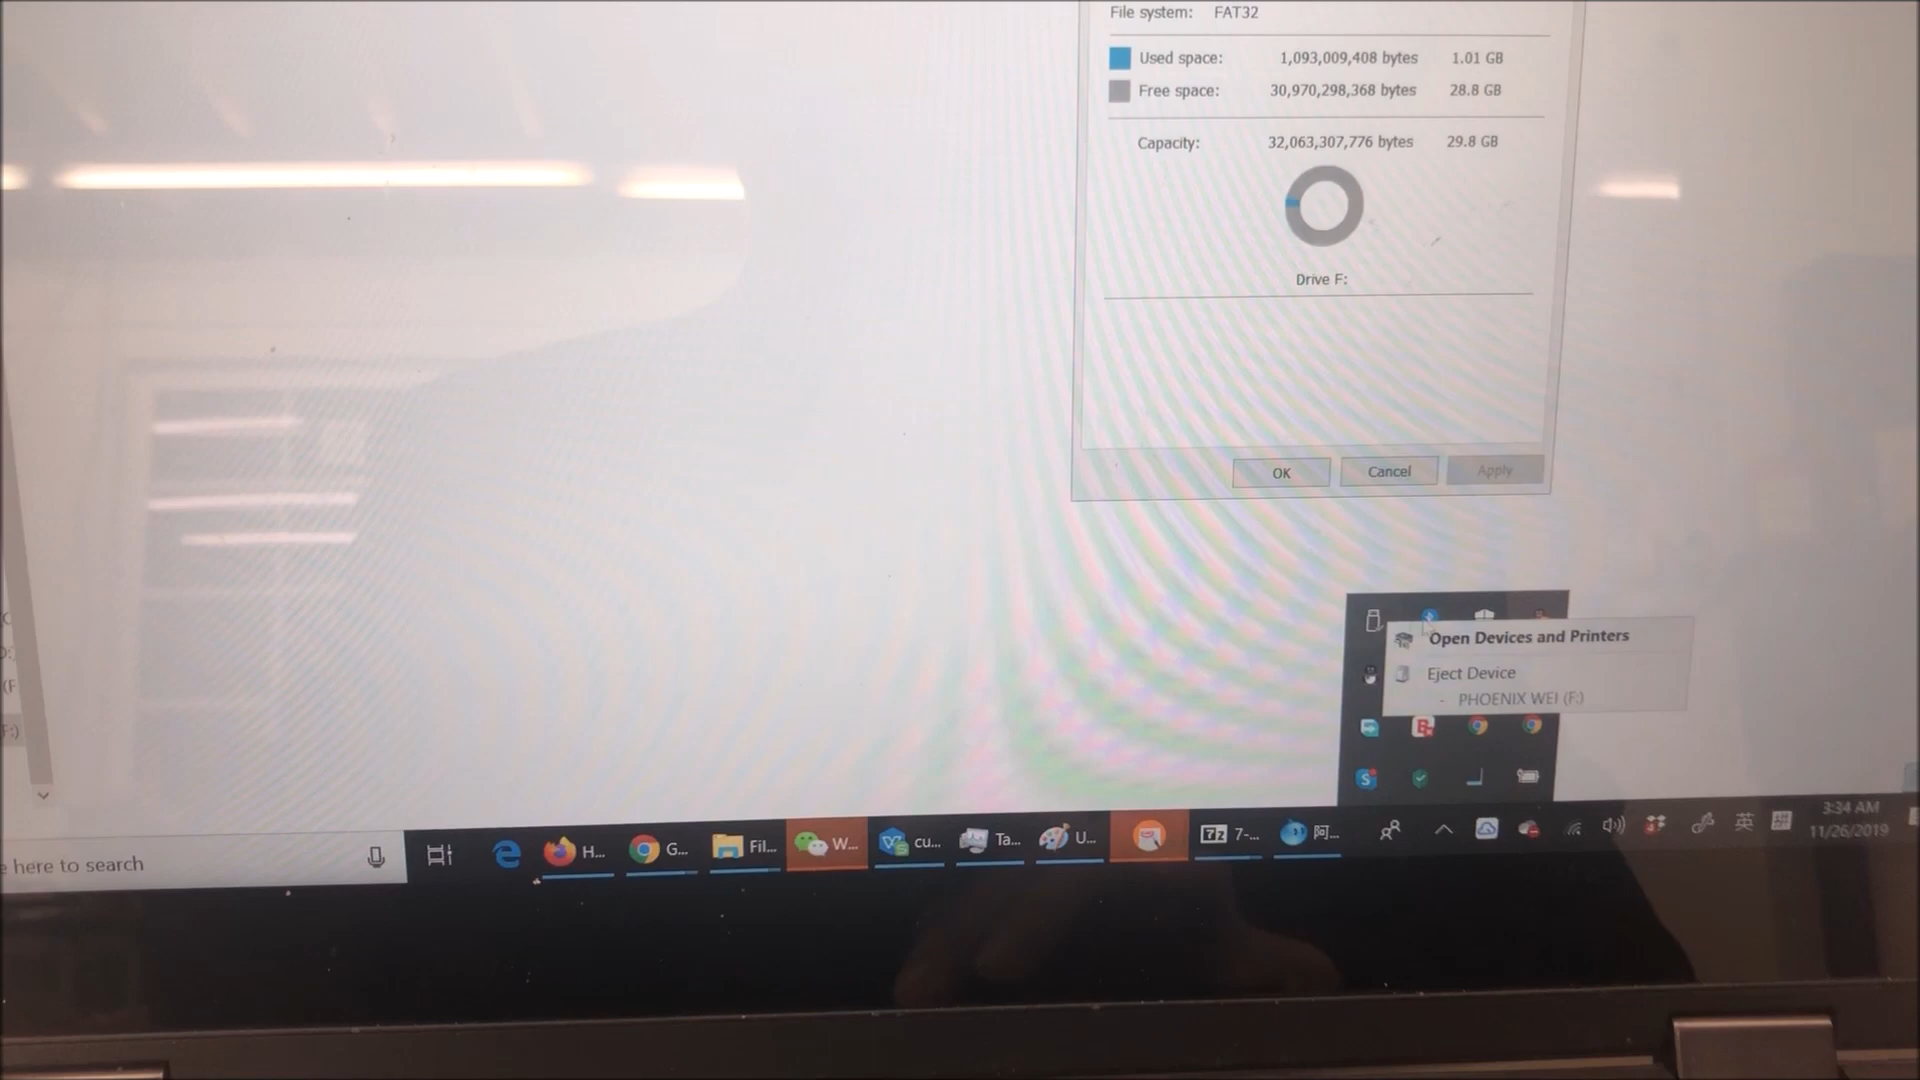 File system: FAT32
Used space: 1,093,009,408 bytes 1.01 GB
Free space: 30,970,298,368 bytes 28.8 GB
Capacity: 32,063,307,776 bytes 29.8 GB
Drive F:
OK Cancel Apply
Open Devices and Printers
Eject Device
- PHOENIX WEI (F:)
(F
F:)
e here to search
H...
G...
Fil...
W...
cu...
Ta...
U...
7z 7-...
阿...
英
3:34 AM
11/26/2019